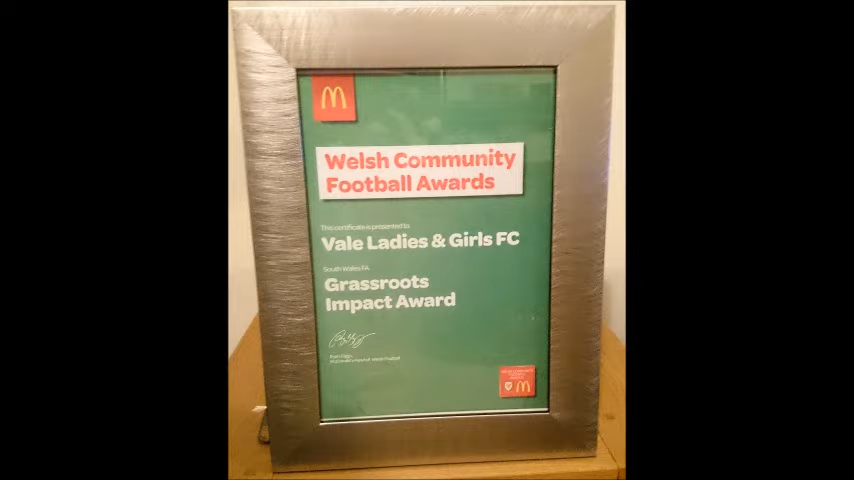 Welsh Community
Football Awards
This certificate is presented to
Vale Ladies & Girls FC
South Wales FA
Grassroots
Impact Award